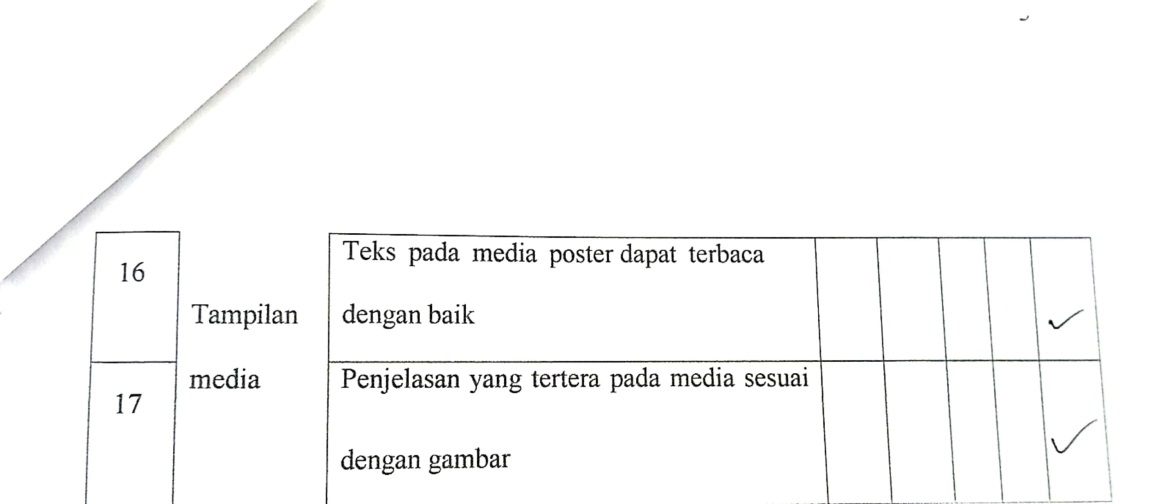 16
Teks pada media poster dapat terbaca
Tampilan
dengan baik
media
17
Penjelasan yang tertera pada media sesuai
dengan gambar